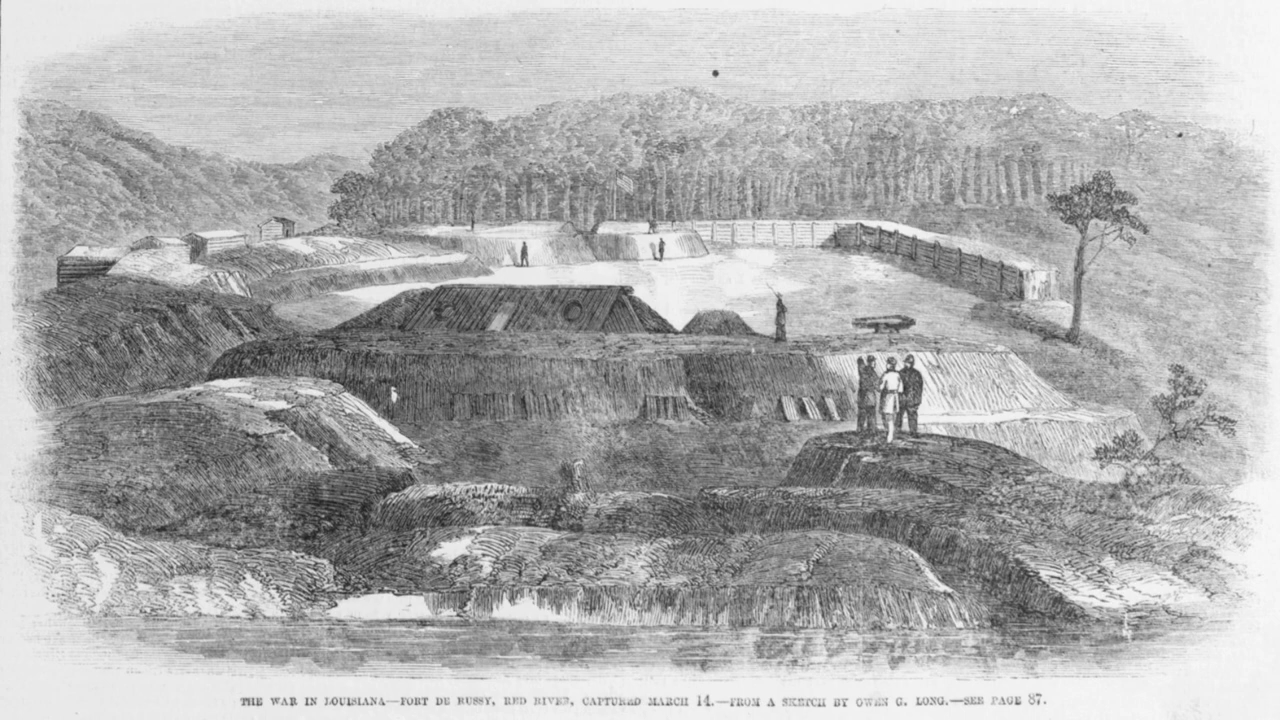 THE WAR IN LOUISIANA—FORT DE RUSSY, RED RIVER, CAPTURED MARCH 14.—FROM A SKETCH BY OWEN G. LONG.—SEE PAGE 87.